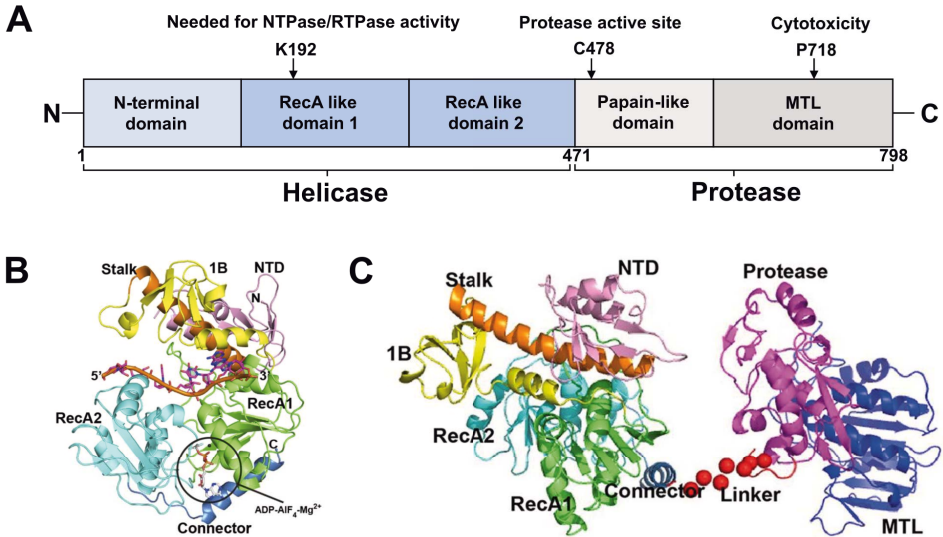 A
Needed for NTPase/RTPase activity
Protease active site
Cytotoxicity
K192
C478
P718
N
N-terminal
domain
RecA like
domain 1
RecA like
domain 2
Papain-like
domain
MTL
domain
C
1
471
798
Helicase
Protease
B
Stalk
1B
NTD
N
5'
3'
RecA1
RecA2
C
ADP-AlF4-Mg2+
Connector
C
Stalk
NTD
Protease
1B
RecA2
RecA1
Connector
Linker
MTL